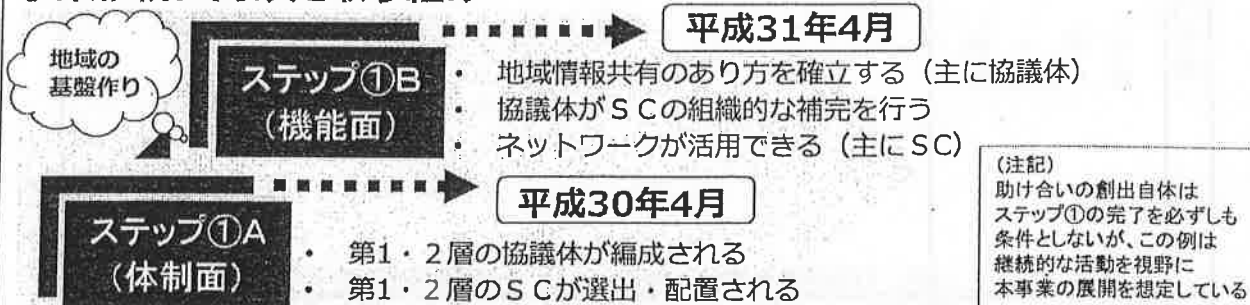 平成31年4月
地域の
基盤作り
ステップ①B
（機能面）
・ 地域情報共有のあり方を確立する（主に協議体）
・ 協議体がＳＣの組織的な補完を行う
・ ネットワークが活用できる（主にＳＣ）
平成30年4月
ステップ①A
（体制面）
・ 第1・2層の協議体が編成される
・ 第1・2層のＳＣが選出・配置される
（注記）
助け合いの創出自体は
ステップ①の完了を必ずしも
条件としないが、この例は
継続的な活動を視野に
本事業の展開を想定している